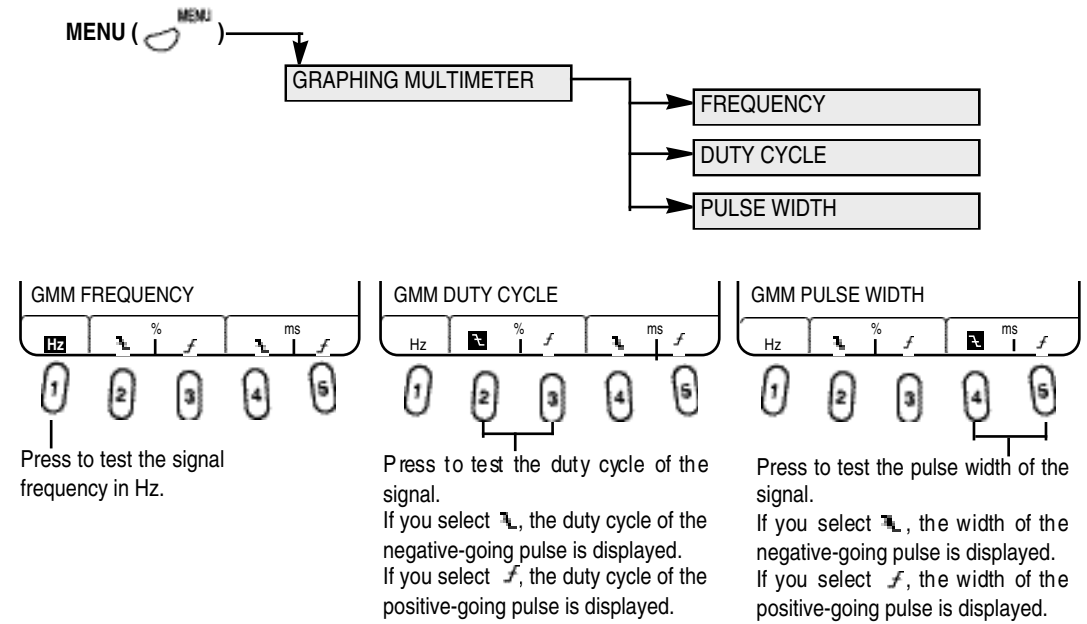 MENU ( MENU )
GRAPHING MULTIMETER
FREQUENCY
DUTY CYCLE
PULSE WIDTH
GMM FREQUENCY
Hz % ms
1 2 3 4 5
Press to test the signal
frequency in Hz.
GMM DUTY CYCLE
Hz % ms
1 2 3 4 5
Press to test the duty cycle of the
signal.
If you select , the duty cycle of the
negative-going pulse is displayed.
If you select , the duty cycle of the
positive-going pulse is displayed.
GMM PULSE WIDTH
Hz % ms
1 2 3 4 5
Press to test the pulse width of the
signal.
If you select , the width of the
negative-going pulse is displayed.
If you select , the width of the
positive-going pulse is displayed.